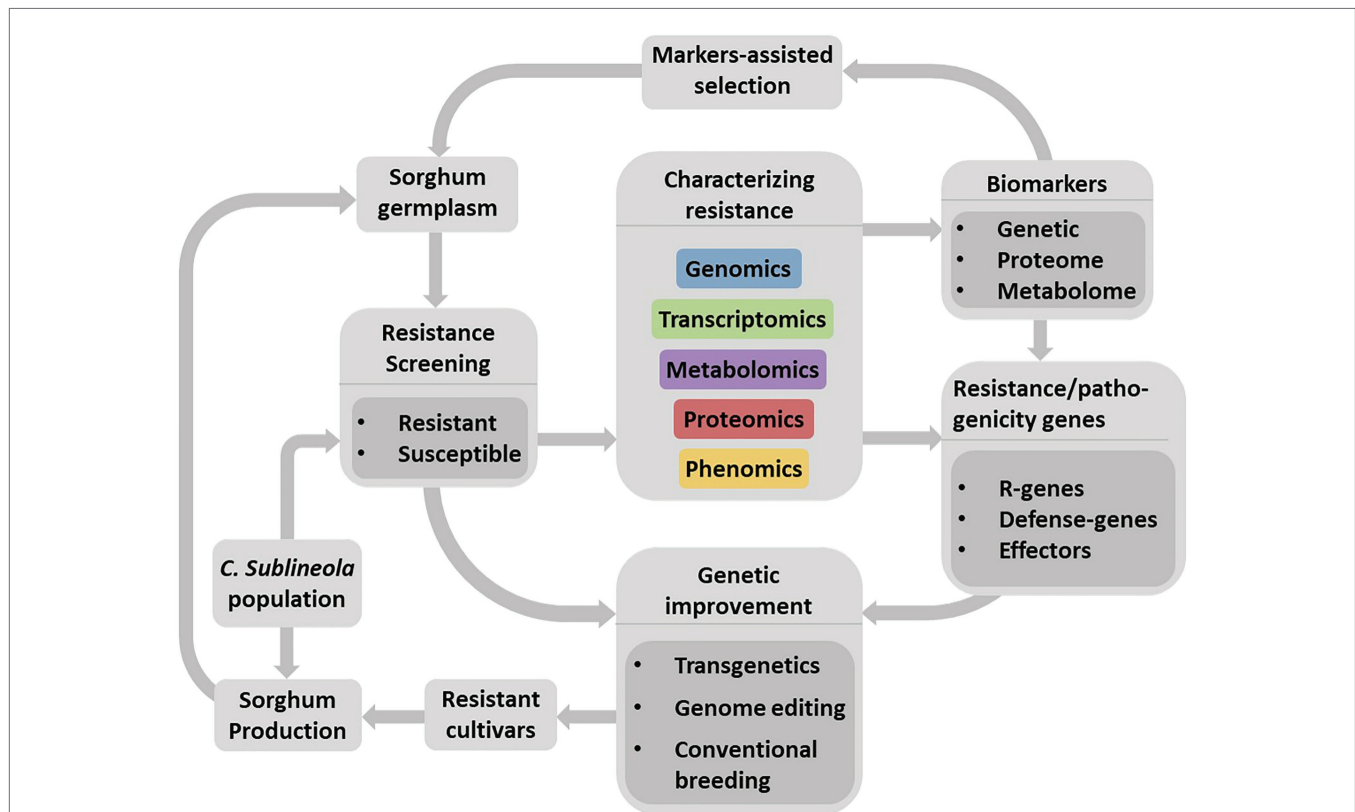 Markers-assisted
selection
Sorghum
germplasm
Characterizing
resistance
Genomics
Transcriptomics
Metabolomics
Proteomics
Phenomics
Biomarkers
• Genetic
• Proteome
• Metabolome
Resistance
Screening
• Resistant
• Susceptible
Resistance/patho-
genicity genes
• R-genes
• Defense-genes
• Effectors
C. Sublineola
population
Genetic
improvement
• Transgenetics
• Genome editing
• Conventional
breeding
Sorghum
Production
Resistant
cultivars